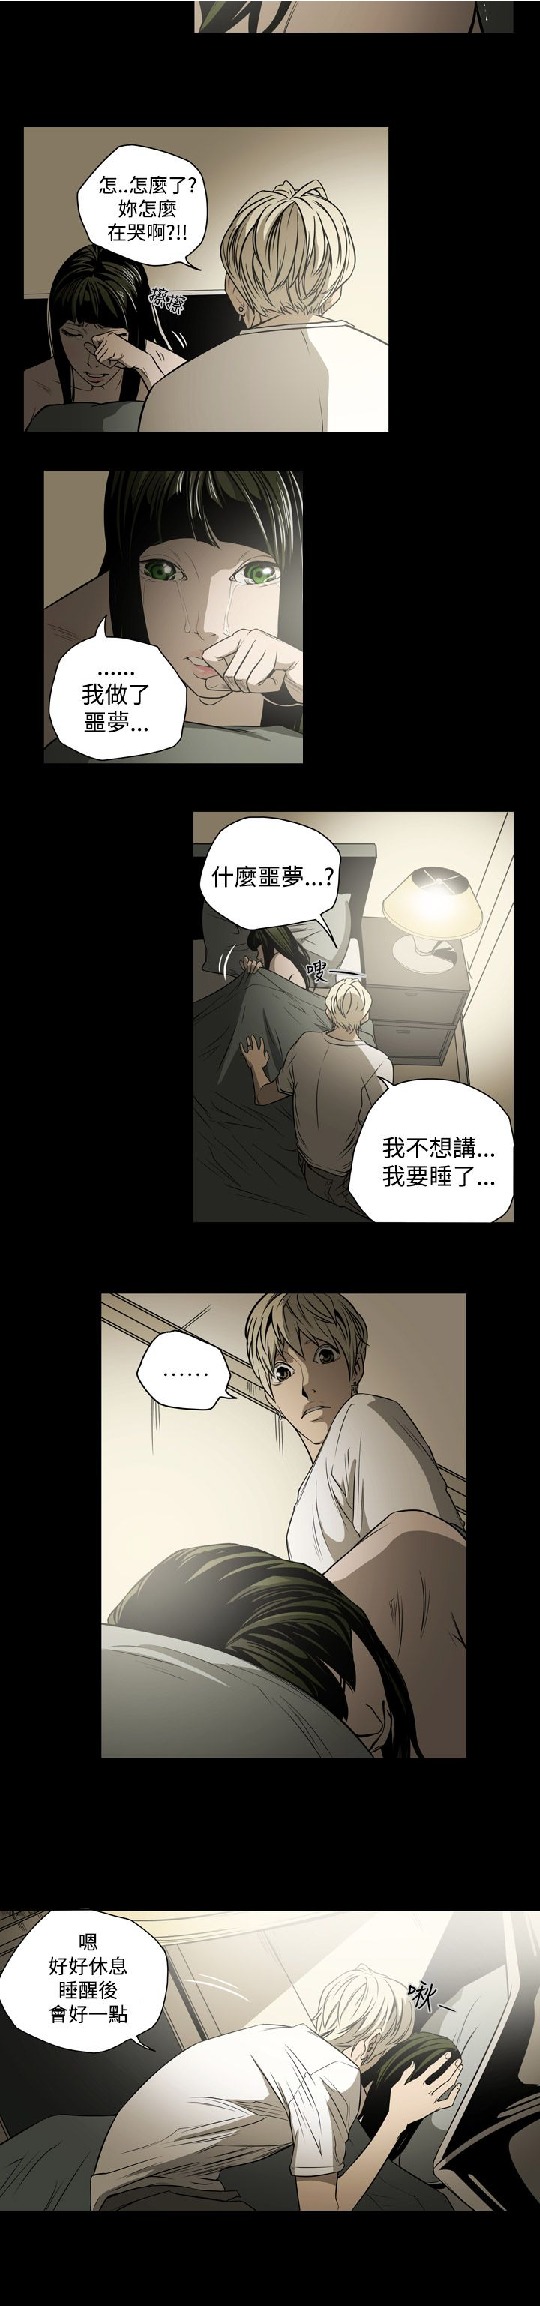 怎..怎麼了?
妳怎麼
在哭啊?!!
......
我做了
噩夢...
什麼噩夢...?
嗖
我不想講...
我要睡了...
......
嗯
好好休息
睡醒後
會好一點
啾